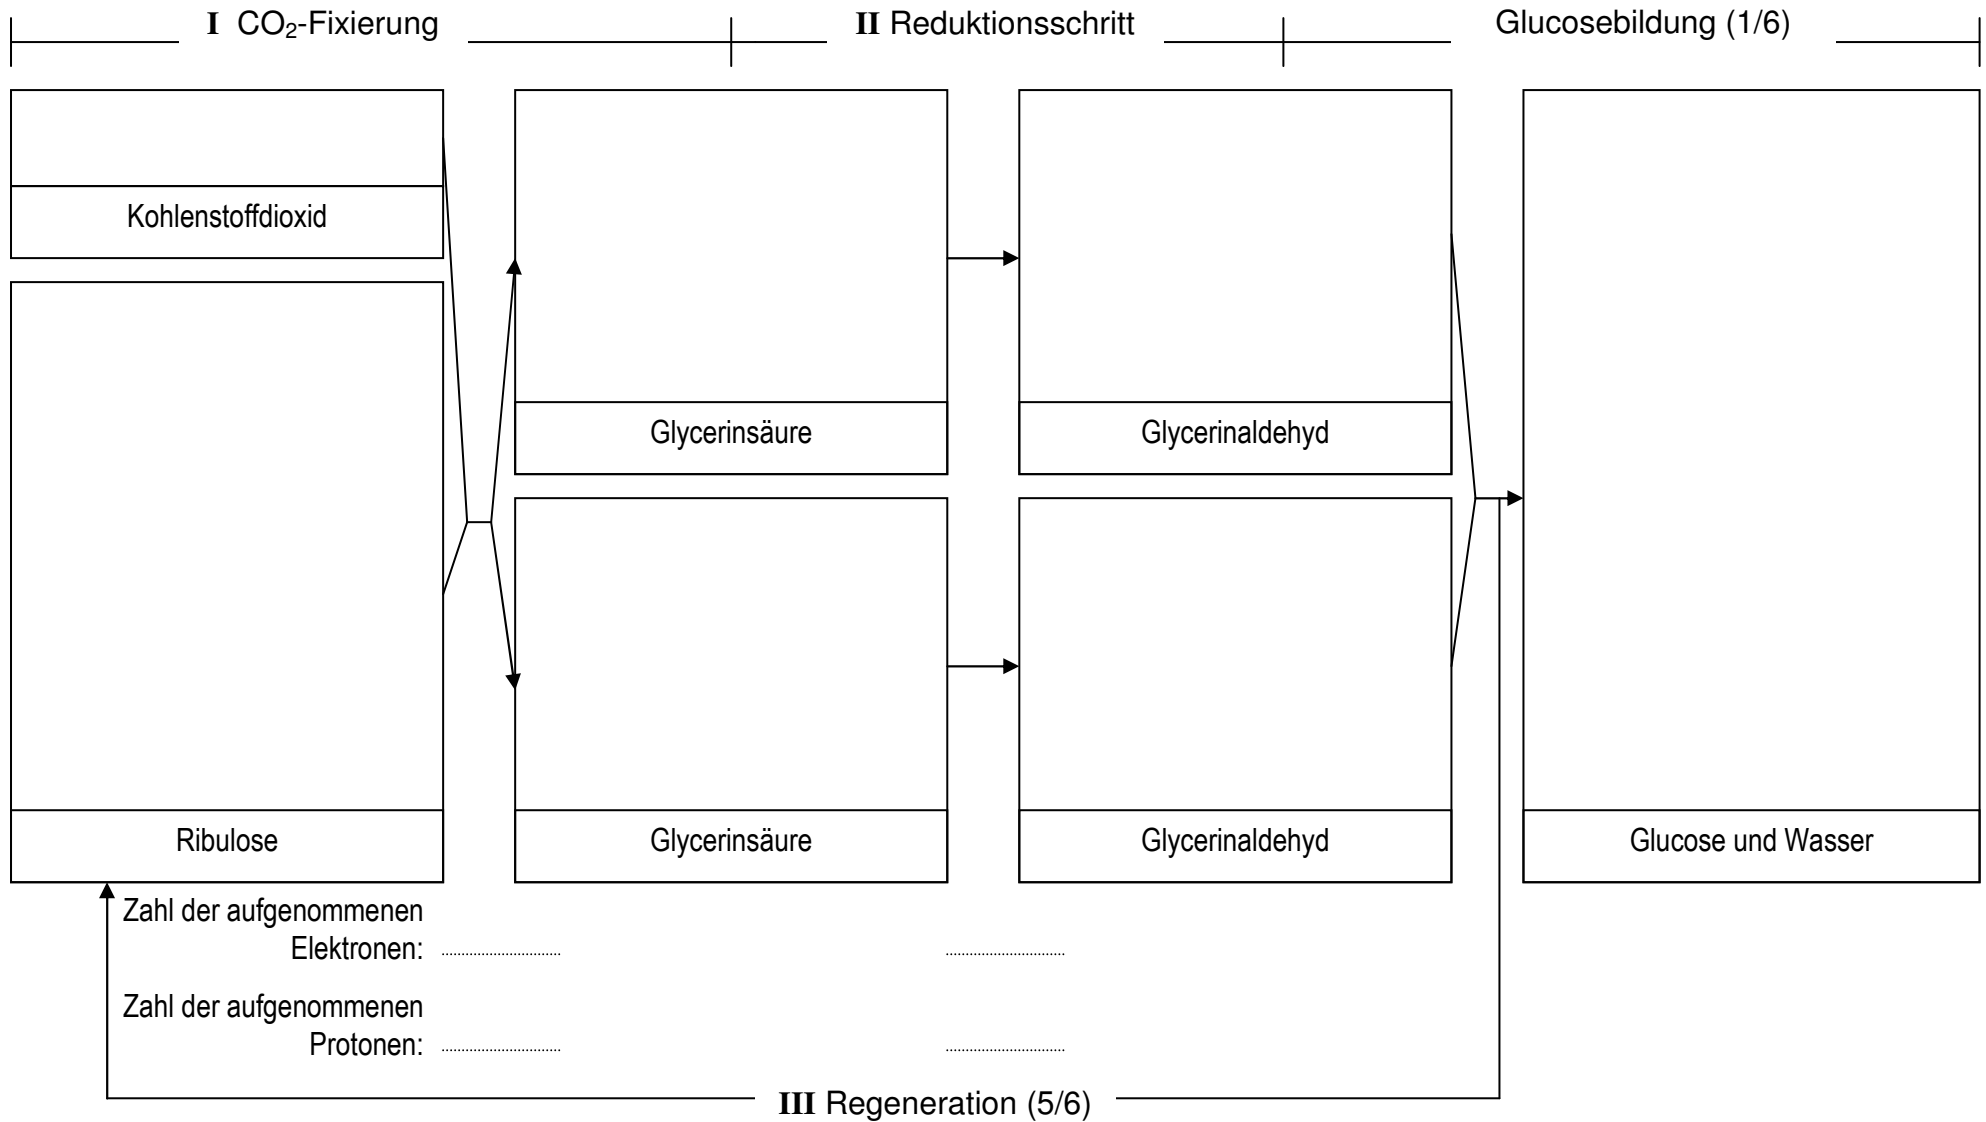 I CO₂-Fixierung
II Reduktionsschritt
Glucosebildung (1/6)
Kohlenstoffdioxid
Glycerinsäure
Glycerinaldehyd
Ribulose
Glycerinsäure
Glycerinaldehyd
Glucose und Wasser
Zahl der aufgenommenen
Elektronen:
Zahl der aufgenommenen
Protonen:
III Regeneration (5/6)